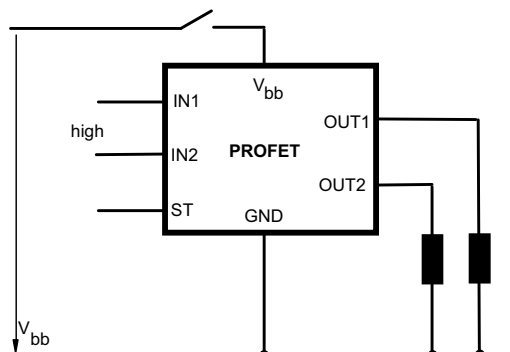 Vbb
IN1
OUT1
high
IN2
PROFET
OUT2
ST
GND
Vbb